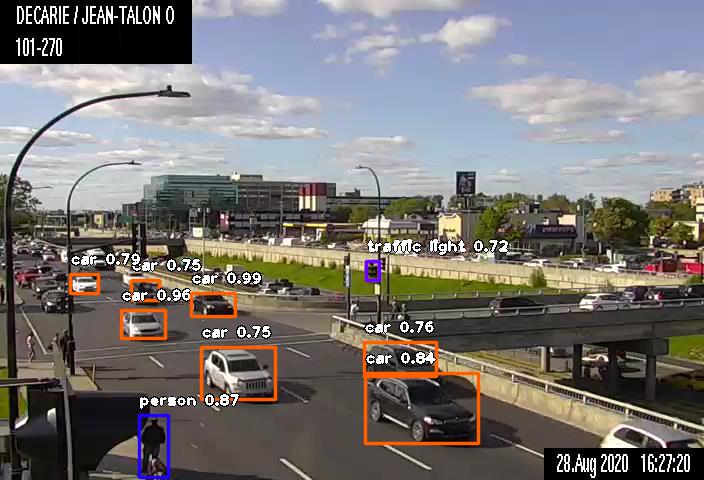 DECARIE / JEAN-TALON O
101-270
traffic light 0.72
car 0.79
car 0.75
car 0.99
car 0.96
car 0.75
car 0.76
car 0.84
person 0.87
28.Aug 2020 16:27:20